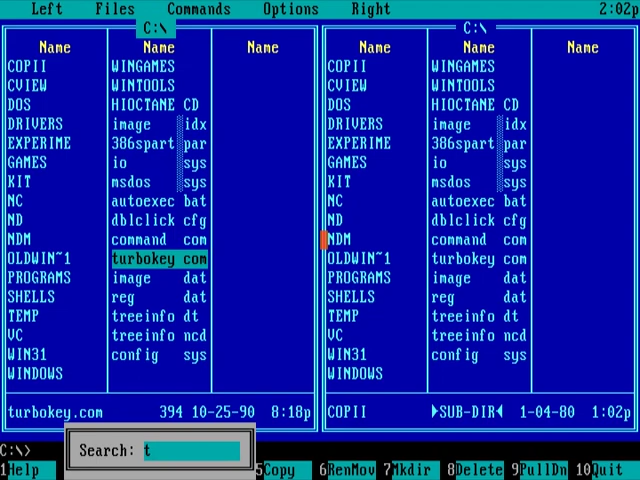 Left Files Commands Options Right 2:02p
C:\ C:\
Name Name Name Name Name Name
COPII WINGAMES COPII WINGAMES
CVIEW WINTOOLS CVIEW WINTOOLS
DOS HIOCTANE CD DOS HIOCTANE CD
DRIVERS image idx DRIVERS image idx
EXPERIME 386spart par EXPERIME 386spart par
GAMES io sys GAMES io sys
KIT msdos sys KIT msdos sys
NC autoexec bat NC autoexec bat
ND dblclick cfg ND dblclick cfg
NDM command com NDM command com
OLDWIN~1 turbokey com OLDWIN~1 turbokey com
PROGRAMS image dat PROGRAMS image dat
SHELLS reg dat SHELLS reg dat
TEMP treeinfo dt TEMP treeinfo dt
VC treeinfo ncd VC treeinfo ncd
WIN31 config sys WIN31 config sys
WINDOWS WINDOWS
turbokey.com 394 10-25-90 8:18p COPII ►SUB-DIR◄ 1-04-80 1:02p
C:\>
Search: t
1Help 5Copy 6RenMov 7Mkdir 8Delete 9PullDn 10Quit